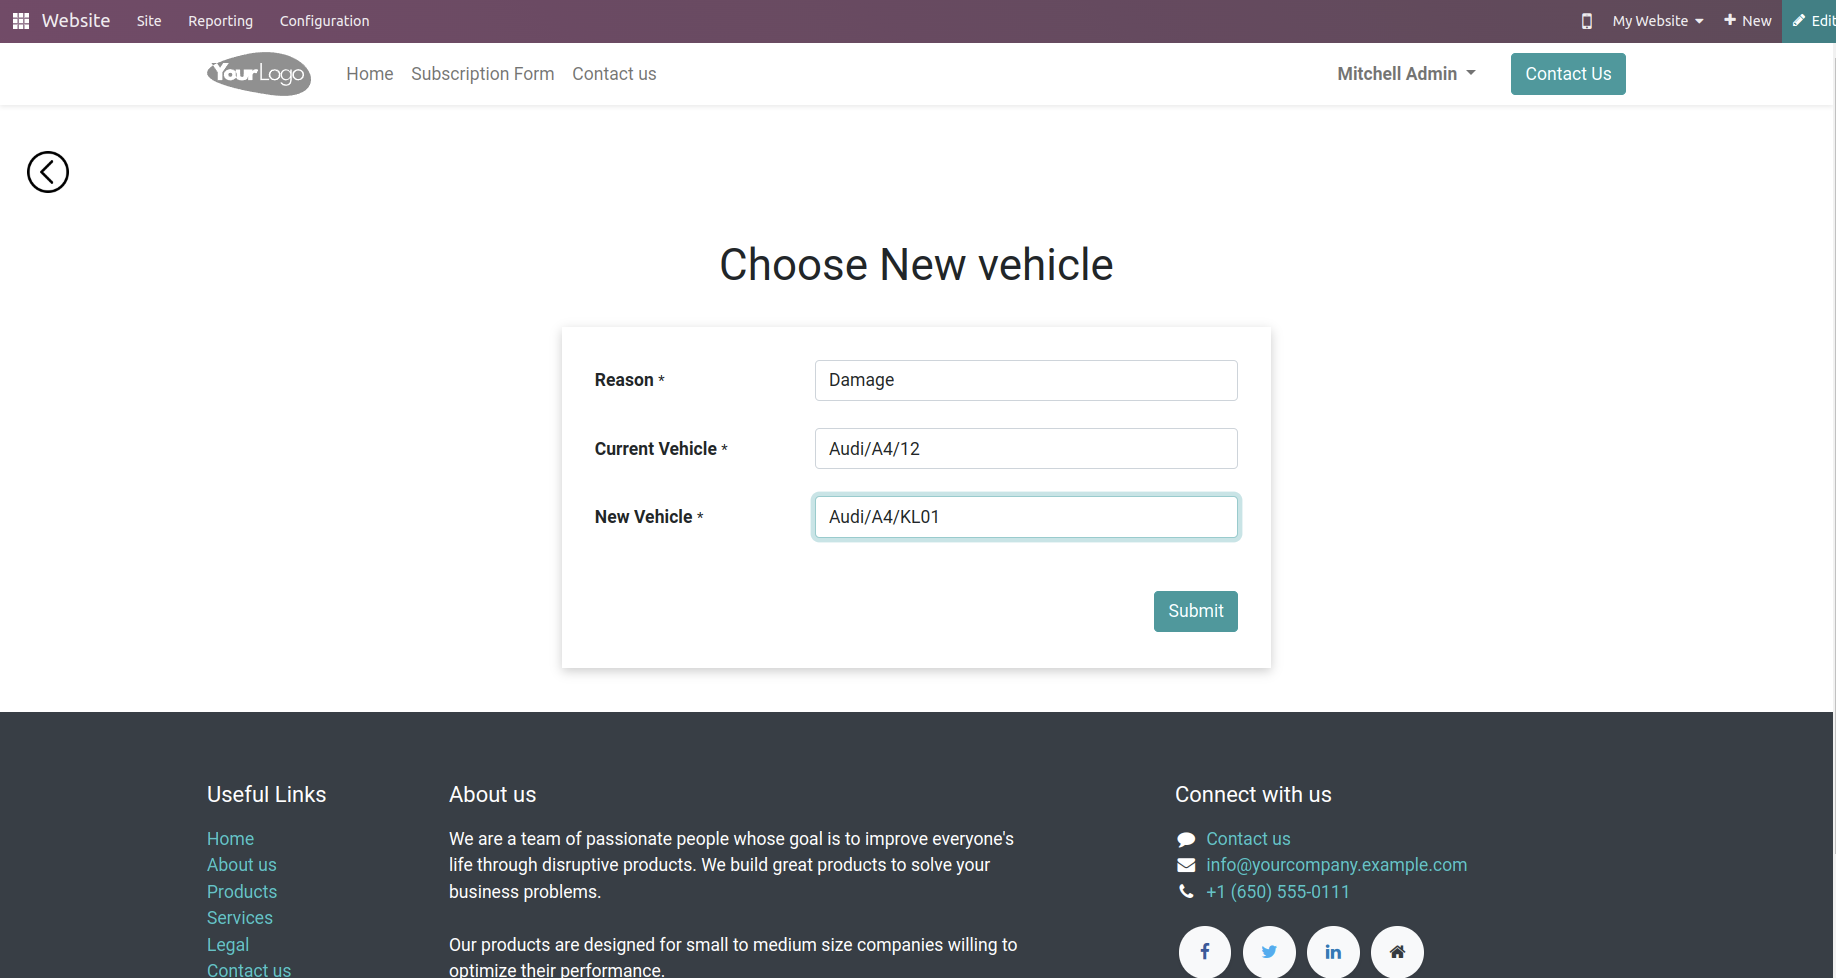 Website Site Reporting Configuration My Website New Edit
YourLogo Home Subscription Form Contact us Mitchell Admin Contact Us
Choose New vehicle
Reason * Damage
Current Vehicle * Audi/A4/12
New Vehicle * Audi/A4/KL01
Submit
Useful Links
Home
About us
Products
Services
Legal
Contact us
About us
We are a team of passionate people whose goal is to improve everyone's
life through disruptive products. We build great products to solve your
business problems.
Our products are designed for small to medium size companies willing to
optimize their performance.
Connect with us
Contact us
info@yourcompany.example.com
+1 (650) 555-0111